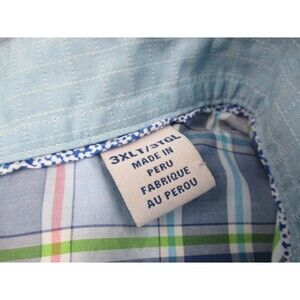 3XLT/3TGL
MADE IN
PERU
FABRIQUE
AU PEROU